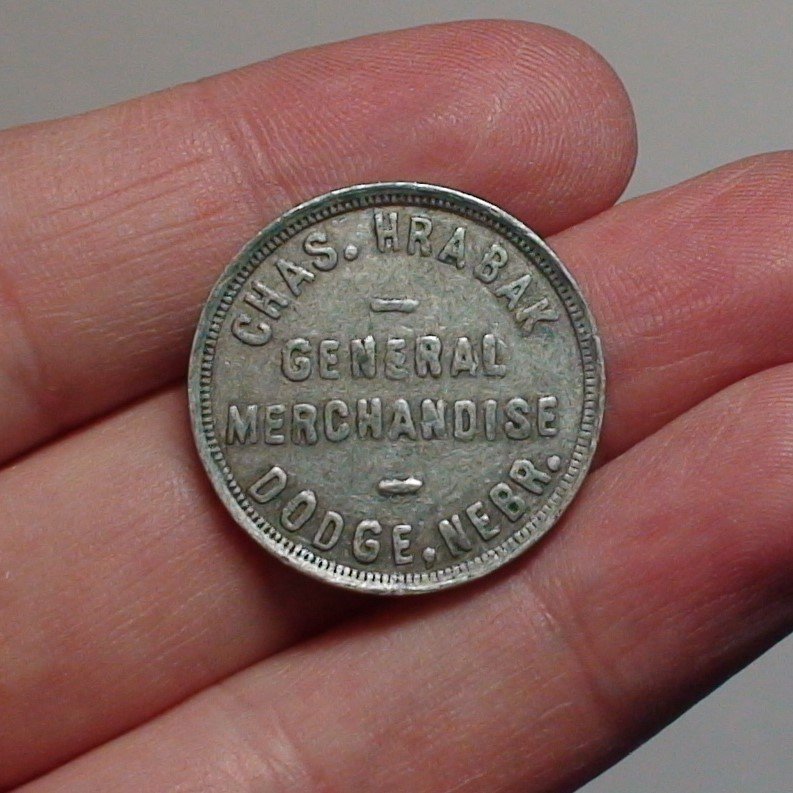 CHAS. HRABAK
GENERAL
MERCHANDISE
DODGE, NEBR.